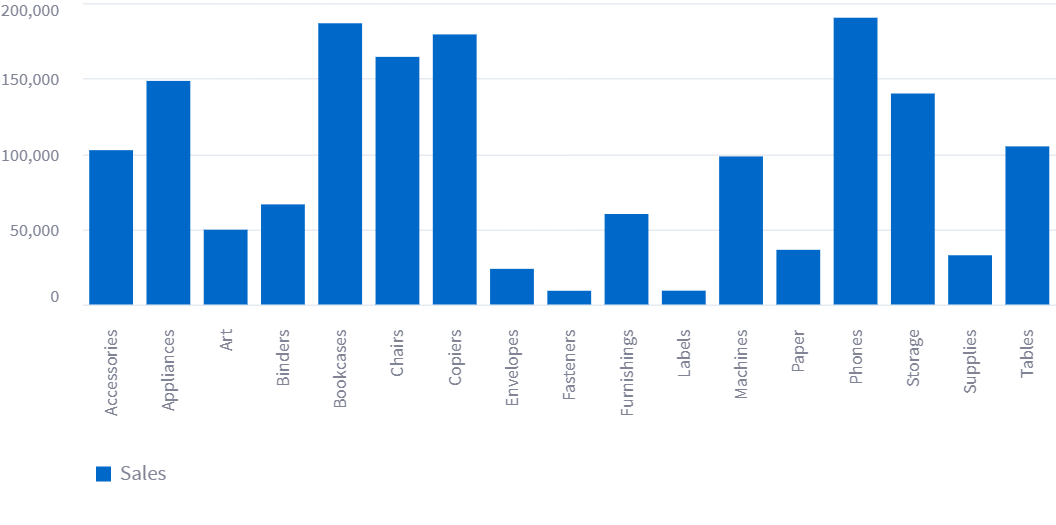 200,000
150,000
100,000
50,000
0
Accessories
Appliances
Art
Binders
Bookcases
Chairs
Copiers
Envelopes
Fasteners
Furnishings
Labels
Machines
Paper
Phones
Storage
Supplies
Tables
Sales